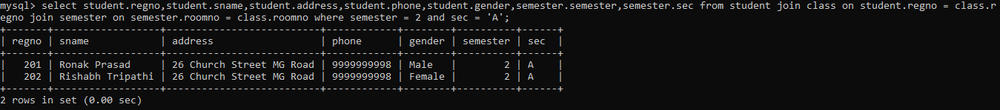 mysql> select student.regno,student.sname,student.address,student.phone,student.gender,semester.semester,semester.sec from student join class on student.regno = class.r
egno join semester on semester.roomno = class.roomno where semester = 2 and sec = 'A';
+-------+------------------+--------------------------+------------+--------+----------+------+
| regno | sname            | address                  | phone      | gender | semester | sec  |
+-------+------------------+--------------------------+------------+--------+----------+------+
|   201 | Ronak Prasad     | 26 Church Street MG Road | 9999999998 | Male   |        2 | A    |
|   202 | Rishabh Tripathi | 26 Church Street MG Road | 9999999998 | Female |        2 | A    |
+-------+------------------+--------------------------+------------+--------+----------+------+
2 rows in set (0.00 sec)